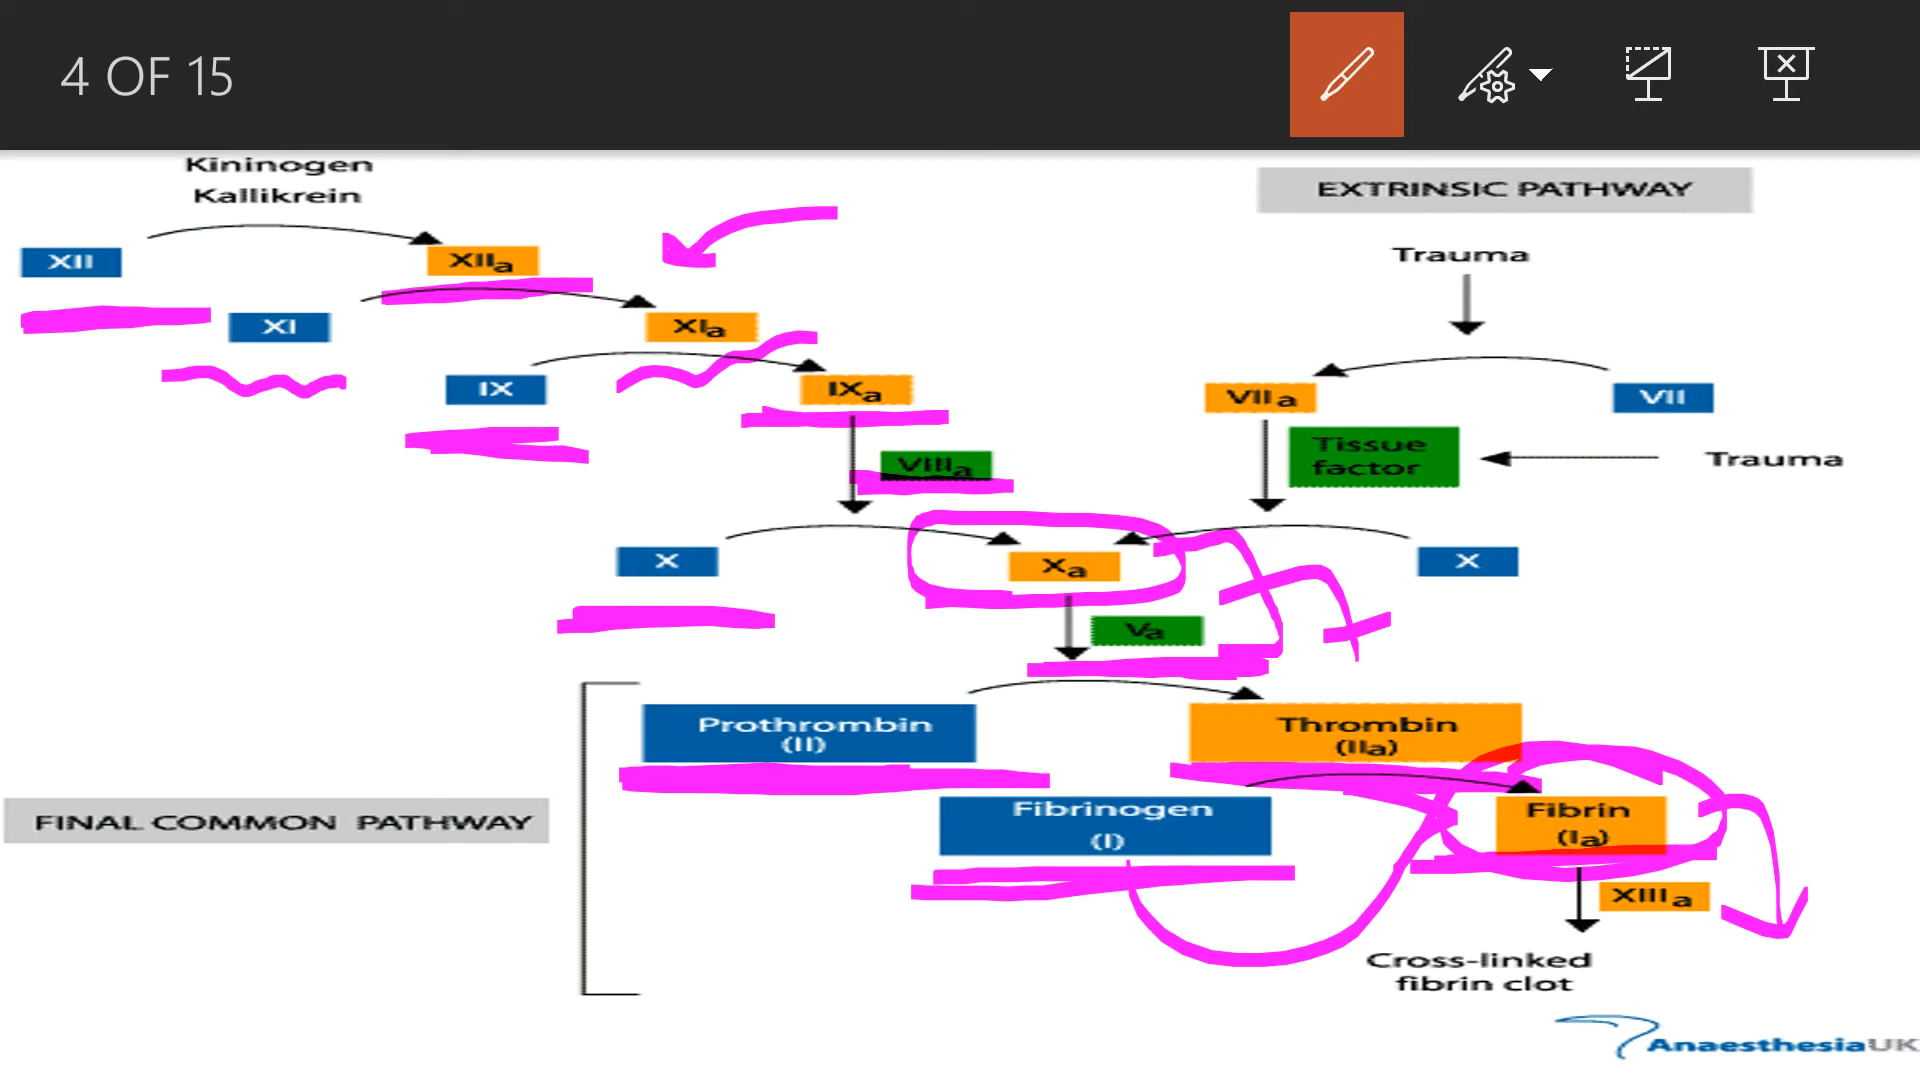 4 OF 15
Kininogen
Kallikrein
EXTRINSIC PATHWAY
Trauma
XII
XIIa
XI
XIa
IX
IXa
VIIa
VII
Tissue
factor
Trauma
VIIIa
X
Xa
X
Va
Prothrombin
(II)
Thrombin
(IIa)
FINAL COMMON PATHWAY
Fibrinogen
(I)
Fibrin
(Ia)
XIIIa
Cross-linked
fibrin clot
AnaesthesiaUK